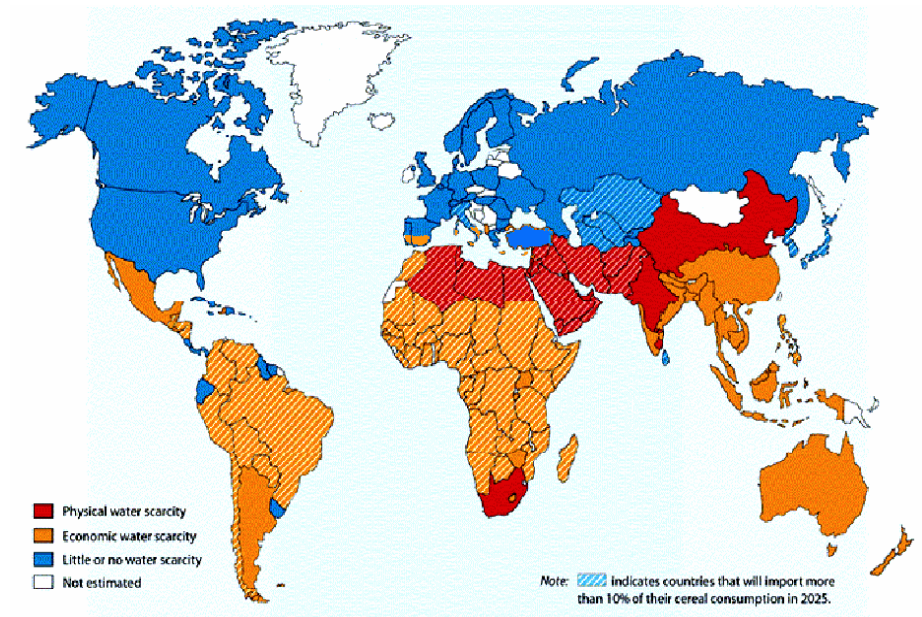 Physical water scarcity
Economic water scarcity
Little or no water scarcity
Not estimated
Note: indicates countries that will import more
than 10% of their cereal consumption in 2025.